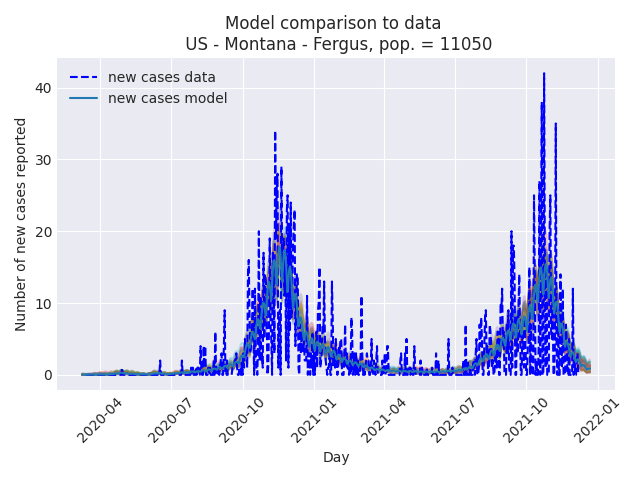 Model comparison to data
US - Montana - Fergus, pop. = 11050
new cases data
new cases model
Number of new cases reported
40
30
20
10
0
2020-04
2020-07
2020-10
2021-01
2021-04
2021-07
2021-10
2022-01
Day